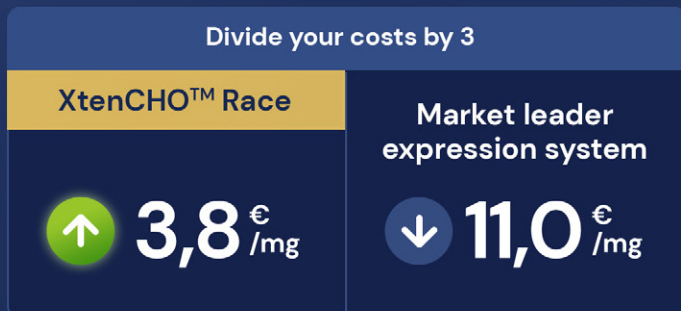 Divide your costs by 3
XtenCHO™ Race
Market leader
expression system
3,8 €/mg
11,0 €/mg